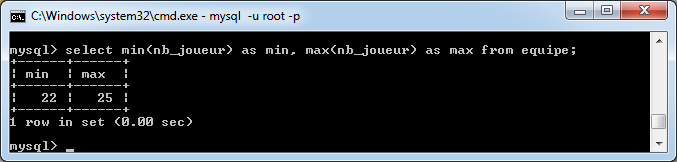 C:\Windows\system32\cmd.exe - mysql  -u root -p
mysql> select min(nb_joueur) as min, max(nb_joueur) as max from equipe;
+------+------+
| min  | max  |
+------+------+
|   22 |   25 |
+------+------+
1 row in set (0.00 sec)
mysql> _